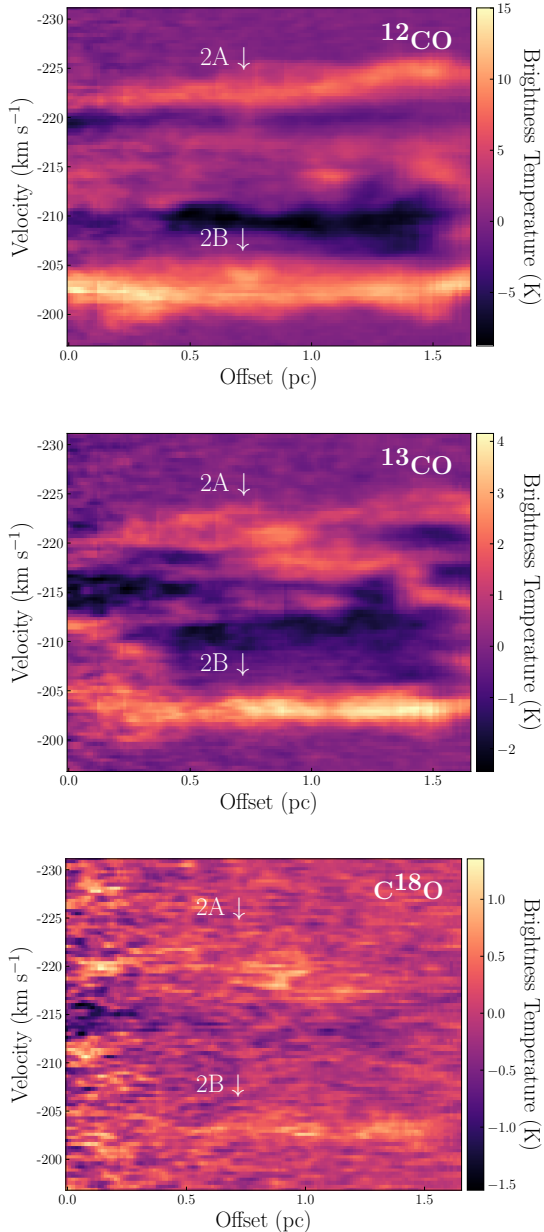 12CO
2A ↓
2B ↓
-230
-225
-220
-215
-210
-205
-200
Velocity (km s−1)
0.0 0.5 1.0 1.5
Offset (pc)
15
10
5
0
−5
Brightness Temperature (K)
13CO
2A ↓
2B ↓
-230
-225
-220
-215
-210
-205
-200
Velocity (km s−1)
0.0 0.5 1.0 1.5
Offset (pc)
4
3
2
1
0
−1
−2
Brightness Temperature (K)
C18O
2A ↓
2B ↓
-230
-225
-220
-215
-210
-205
-200
Velocity (km s−1)
0.0 0.5 1.0 1.5
Offset (pc)
1.0
0.5
0.0
−0.5
−1.0
−1.5
Brightness Temperature (K)